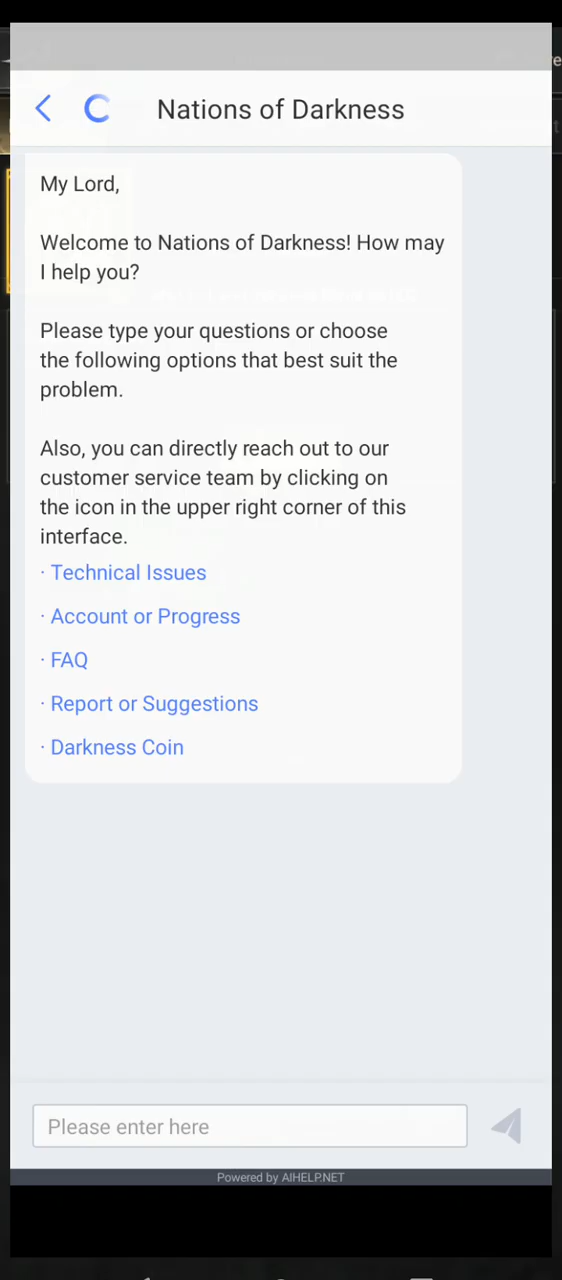 Nations of Darkness
My Lord,
Welcome to Nations of Darkness! How may
I help you?
Please type your questions or choose
the following options that best suit the
problem.
Also, you can directly reach out to our
customer service team by clicking on
the icon in the upper right corner of this
interface.
· Technical Issues
· Account or Progress
· FAQ
· Report or Suggestions
· Darkness Coin
Please enter here
Powered by AIHELP.NET